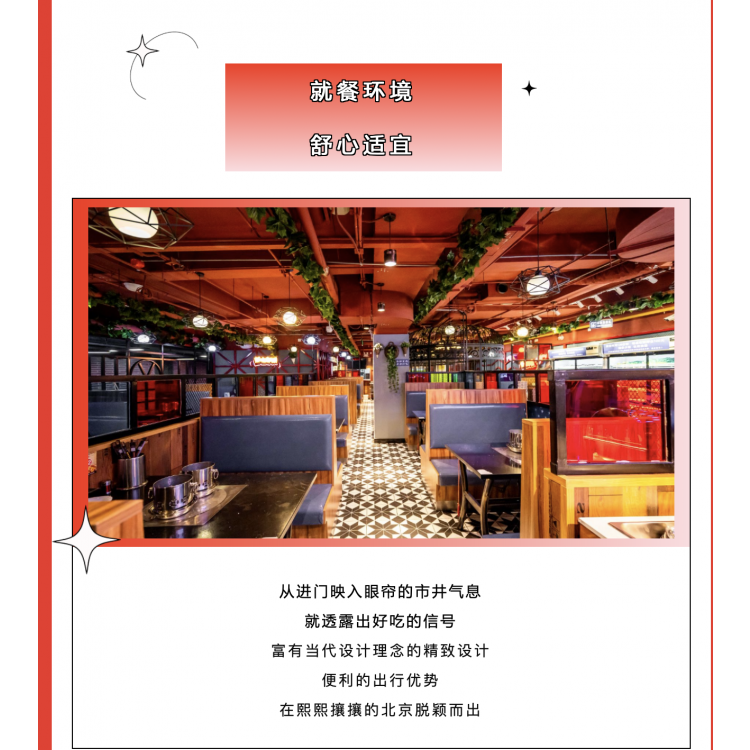 就餐环境
舒心适宜
从进门映入眼帘的市井气息
就透露出好吃的信号
富有当代设计理念的精致设计
便利的出行优势
在熙熙攘攘的北京脱颖而出